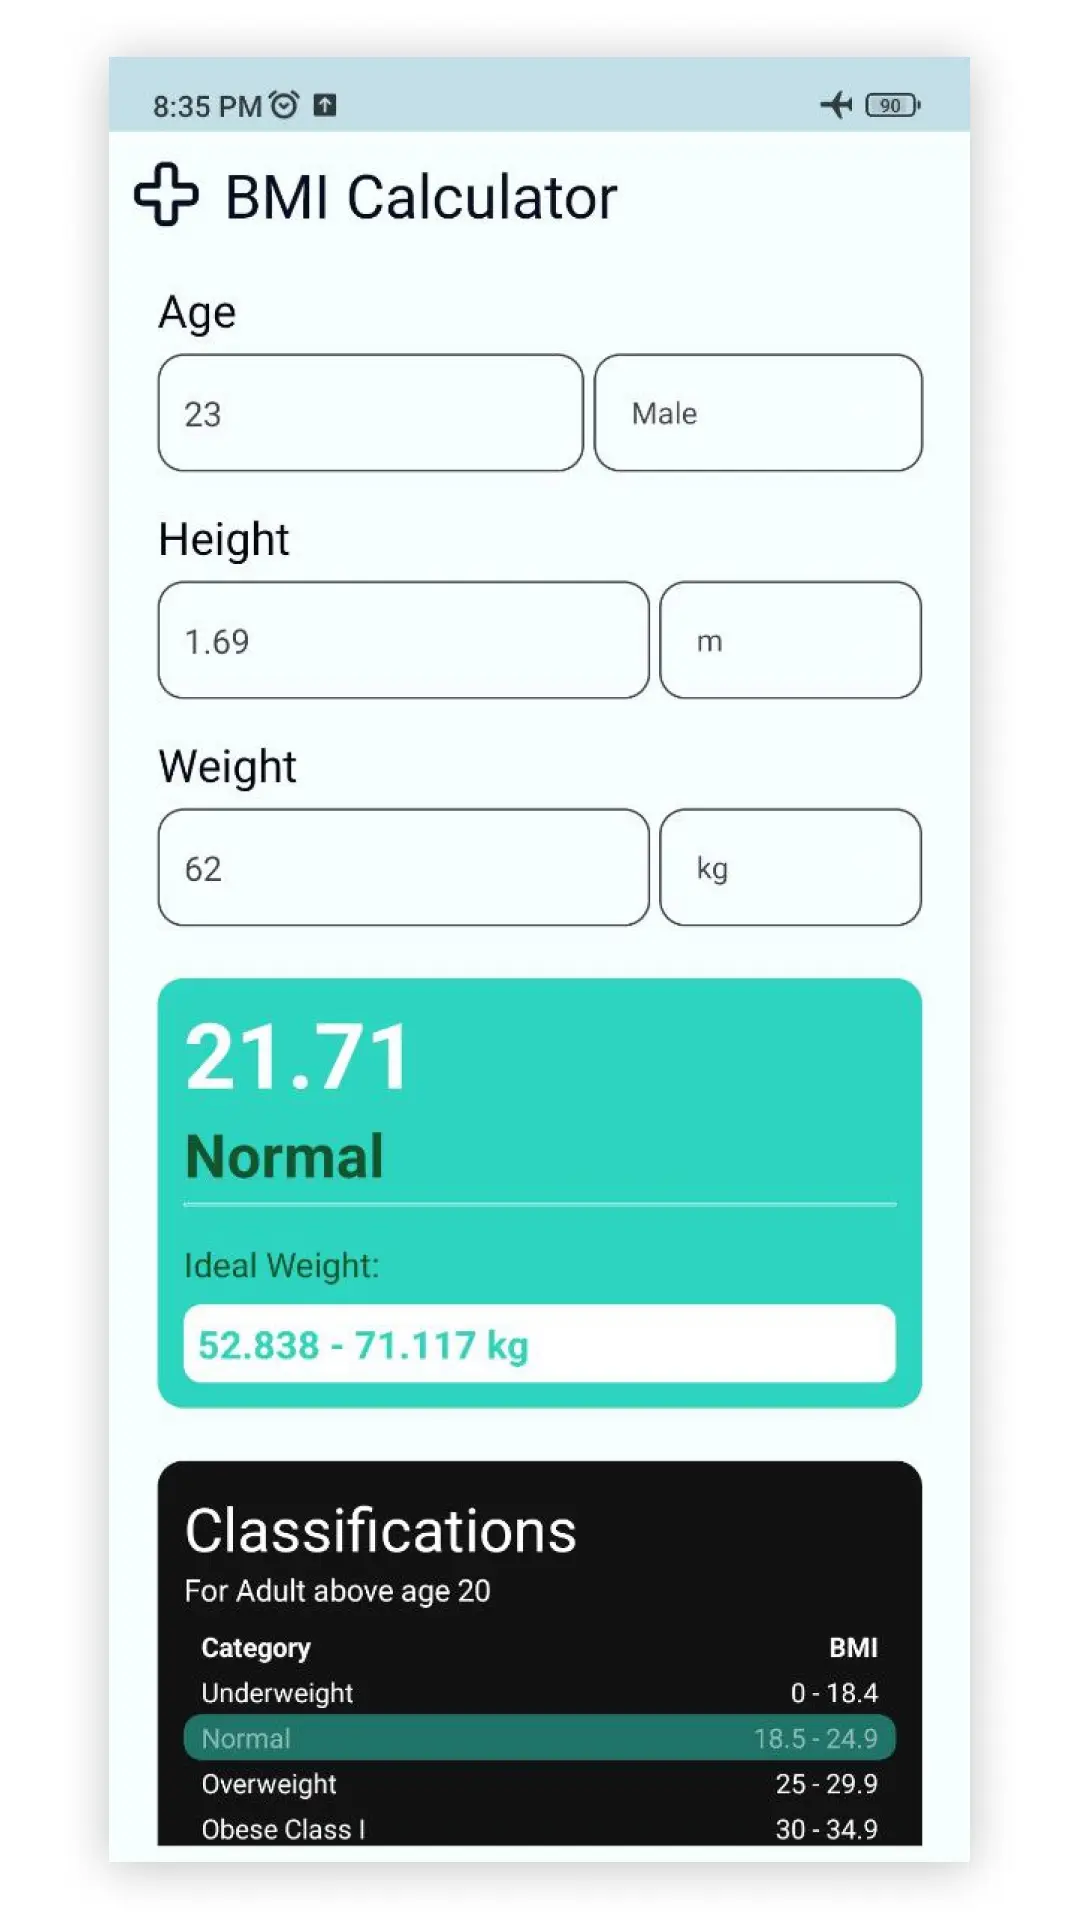 8:35 PM 90
BMI Calculator
Age
23 Male
Height
1.69 m
Weight
62 kg
21.71
Normal
Ideal Weight:
52.838 - 71.117 kg
Classifications
For Adult above age 20
Category BMI
Underweight 0 - 18.4
Normal 18.5 - 24.9
Overweight 25 - 29.9
Obese Class I 30 - 34.9